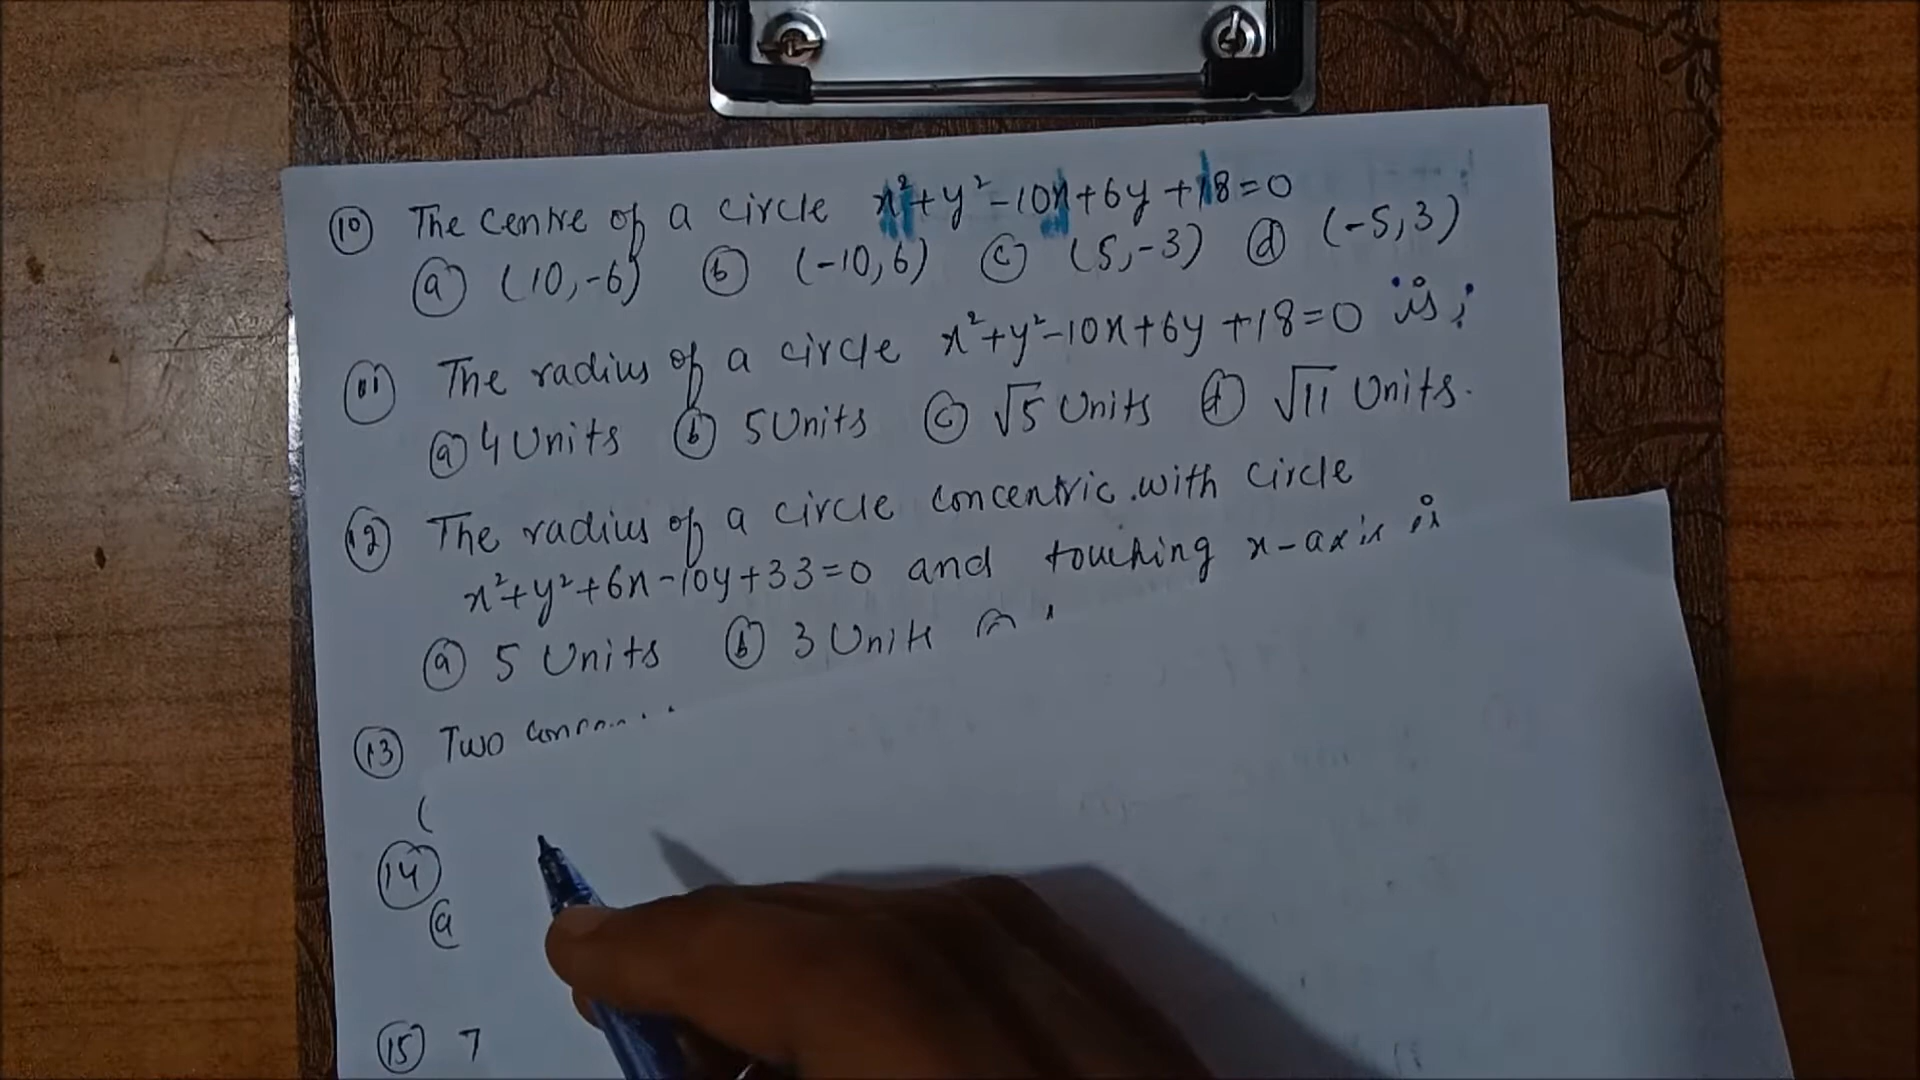 ⑩ The centre of a circle x²+y²-10x+6y+18=0
ⓐ (10,-6) ⓑ (-10,6) ⓒ (5,-3) ⓓ (-5,3)
⑪ The radius of a circle x²+y²-10x+6y+18=0 is;
ⓐ 4 Units ⓑ 5 Units ⓒ √5 Units ⓓ √11 Units.
⑫ The radius of a circle concentric with circle
x²+y²+6x-10y+33=0 and touching x-axis is
ⓐ 5 Units ⓑ 3 Units
⑬ Two
(
⑭
ⓐ
⑮